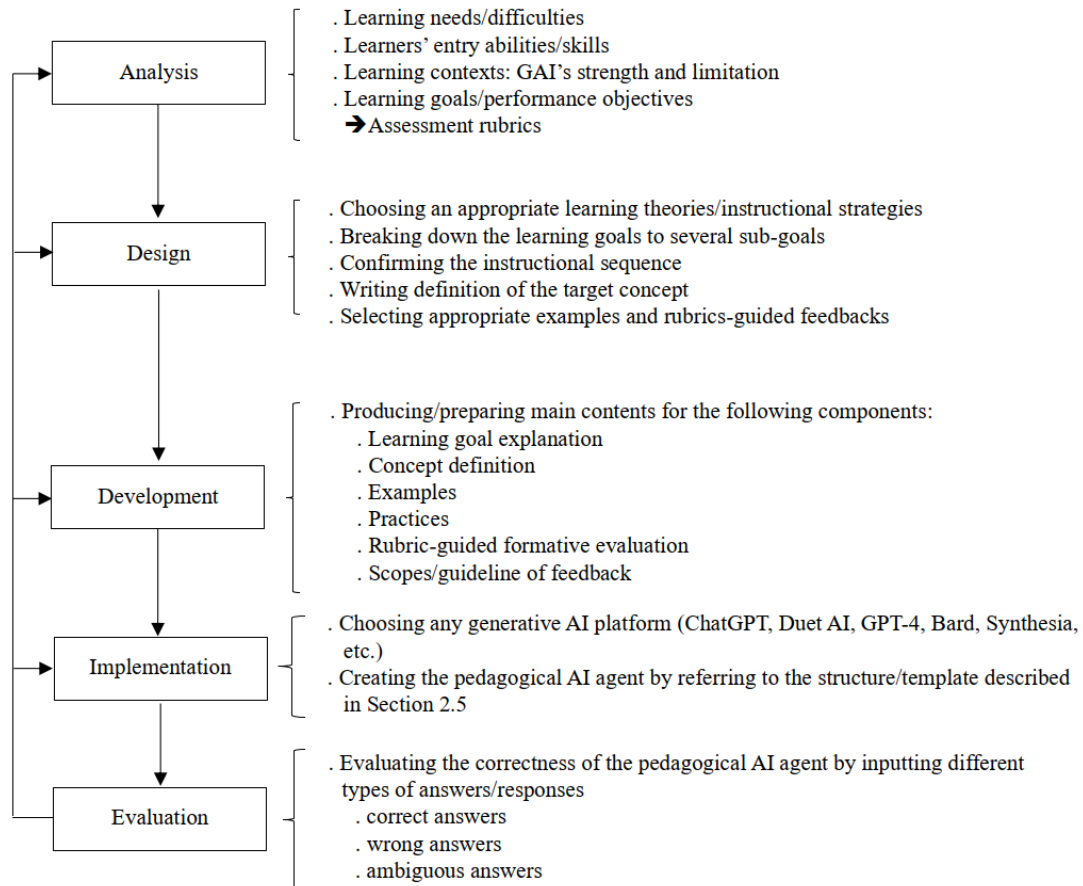 Analysis
. Learning needs/difficulties
. Learners’ entry abilities/skills
. Learning contexts: GAI’s strength and limitation
. Learning goals/performance objectives
➔Assessment rubrics
Design
. Choosing an appropriate learning theories/instructional strategies
. Breaking down the learning goals to several sub-goals
. Confirming the instructional sequence
. Writing definition of the target concept
. Selecting appropriate examples and rubrics-guided feedbacks
Development
. Producing/preparing main contents for the following components:
. Learning goal explanation
. Concept definition
. Examples
. Practices
. Rubric-guided formative evaluation
. Scopes/guideline of feedback
Implementation
. Choosing any generative AI platform (ChatGPT, Duet AI, GPT-4, Bard, Synthesia,
etc.)
. Creating the pedagogical AI agent by referring to the structure/template described
in Section 2.5
Evaluation
. Evaluating the correctness of the pedagogical AI agent by inputting different
types of answers/responses
. correct answers
. wrong answers
. ambiguous answers